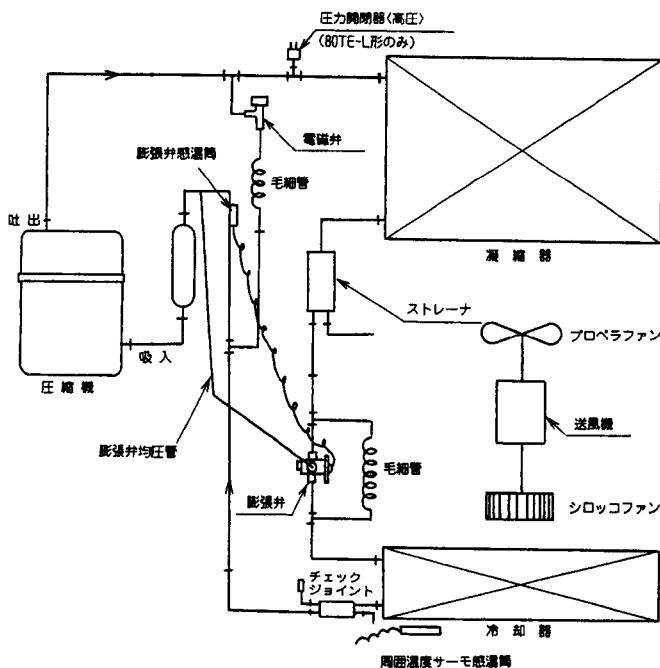 圧力開閉器〈高圧〉
(80TE-L形のみ)
電磁弁
膨張弁感温筒
毛細管
吐出
凝縮器
ストレーナ
プロペラファン
吸入
圧縮機
送風機
膨張弁均圧管
毛細管
膨張弁
シロッコファン
チェック
ジョイント
冷却器
周囲温度サーモ感温筒